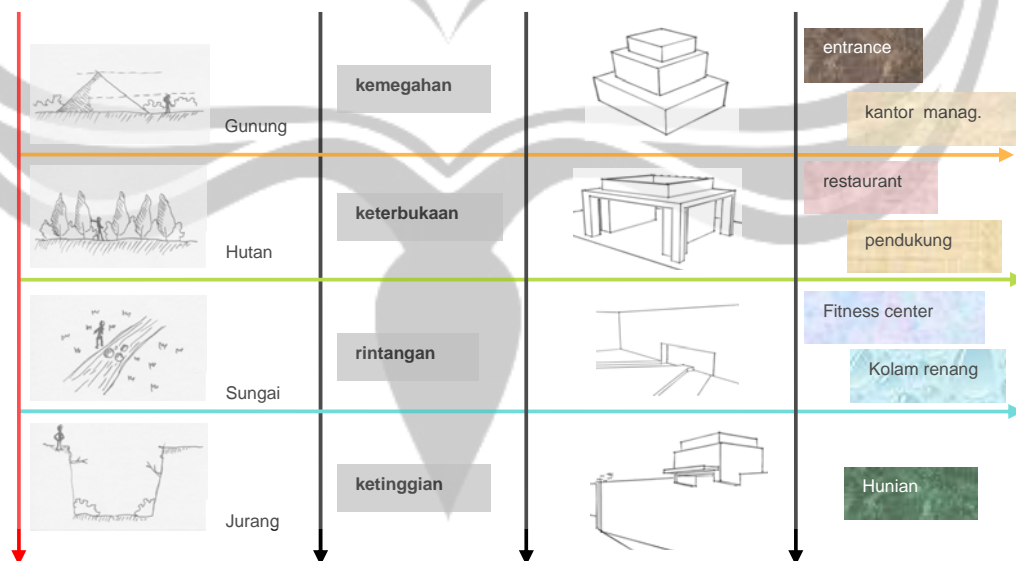 Gunung
kemegahan
entrance
kantor manag.
Hutan
keterbukaan
restaurant
pendukung
Sungai
rintangan
Fitness center
Kolam renang
Jurang
ketinggian
Hunian